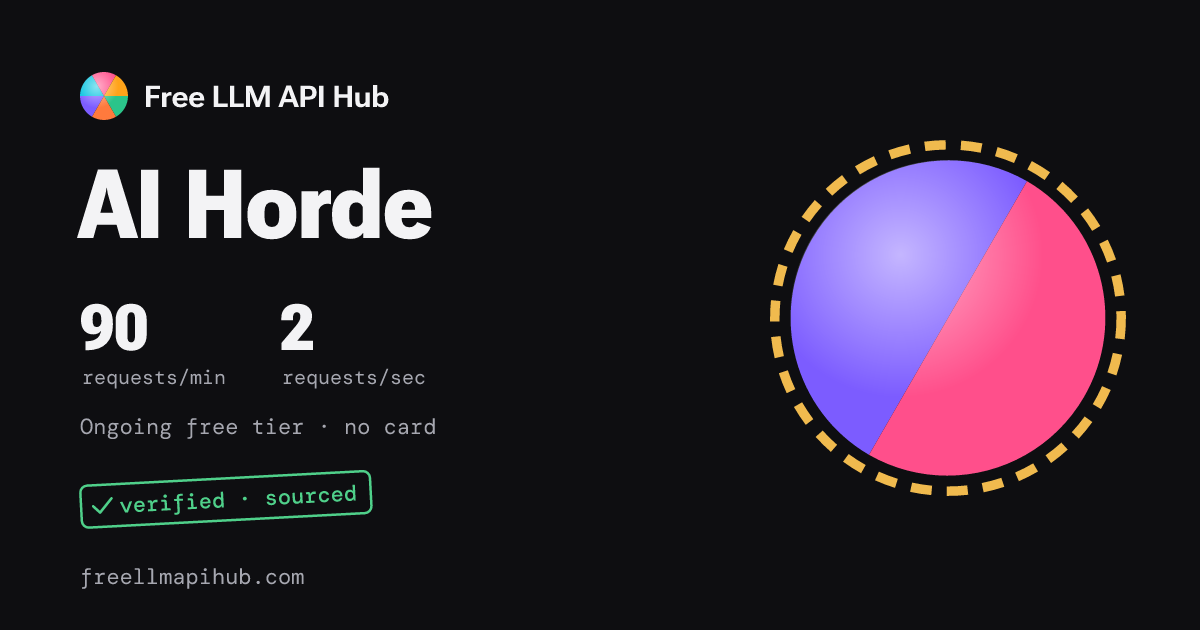 Free LLM API Hub
AI Horde
90 2
requests/min requests/sec
Ongoing free tier · no card
✓ verified · sourced
freellmapihub.com